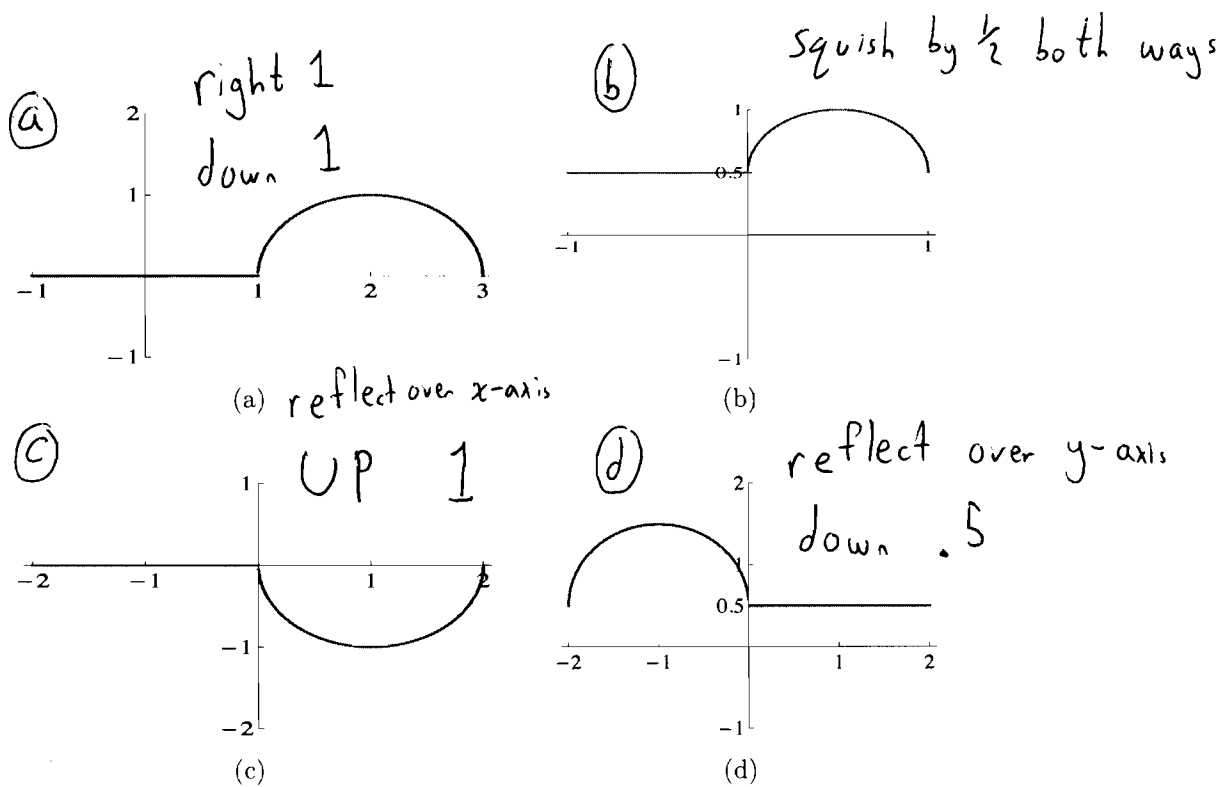 a
right 1
down 1
2
1
-1
1
2
3
-1
(a)
b
squish by 1/2 both ways
1
0.5
-1
1
-1
(b)
c
reflect over x-axis
UP 1
1
-2
-1
1
2
-1
-2
(c)
d
reflect over y-axis
down .5
2
1
0.5
-2
-1
1
2
-1
(d)